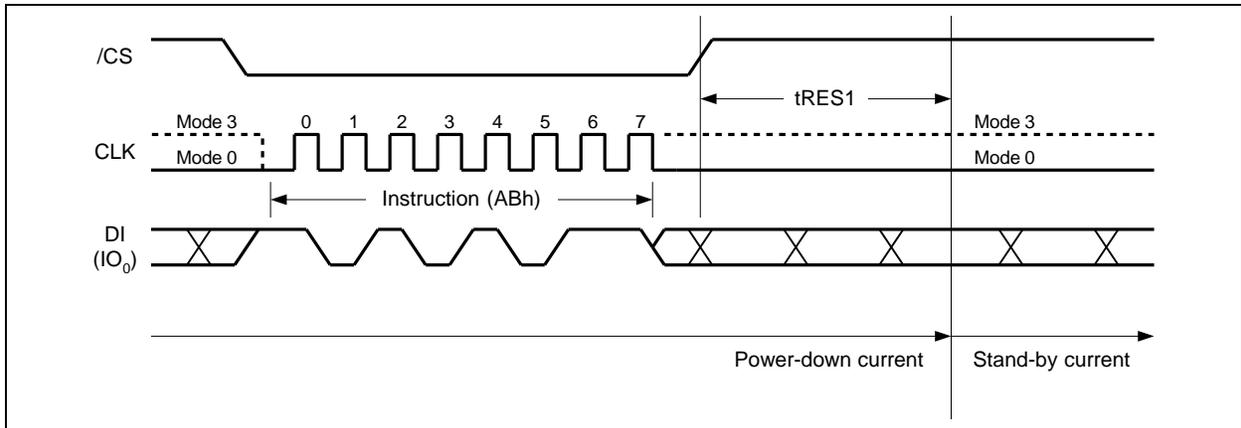 /CS
tRES1
Mode 3 0 1 2 3 4 5 6 7 Mode 3
CLK
Mode 0 Mode 0
Instruction (ABh)
DI
(IO0)
Power-down current Stand-by current